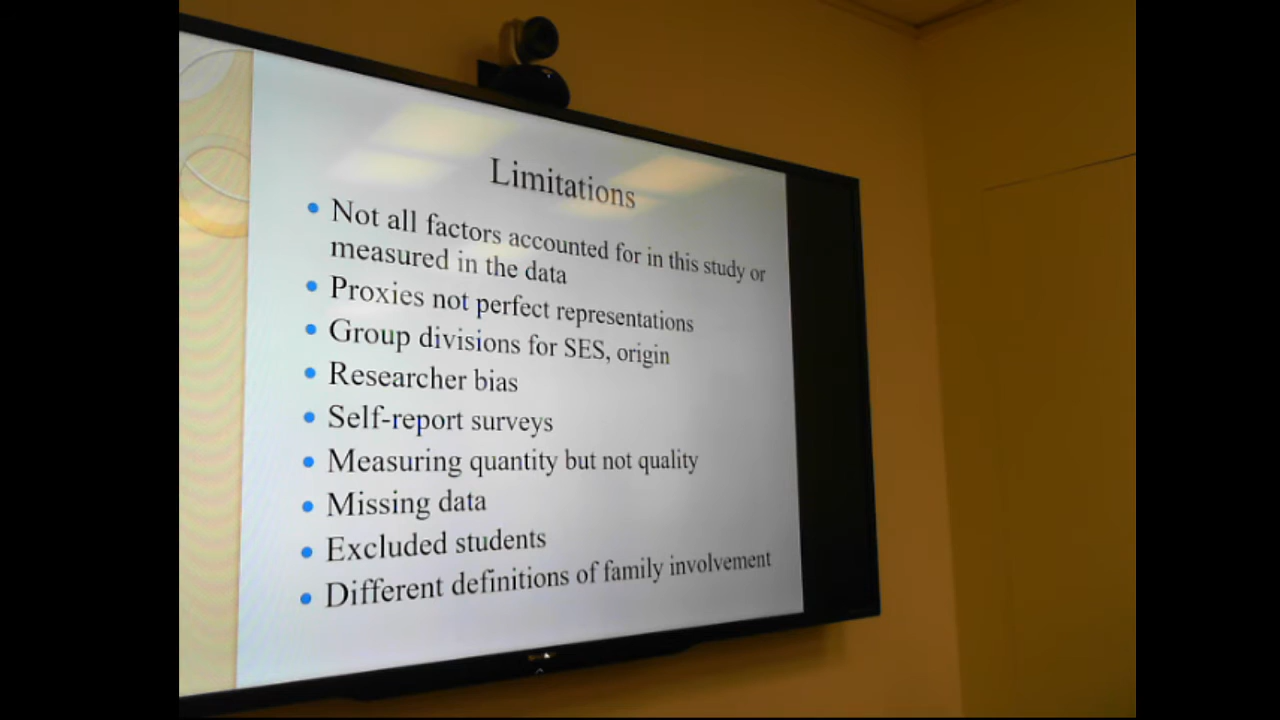 Limitations
Not all factors accounted for in this study or
measured in the data
Proxies not perfect representations
Group divisions for SES, origin
Researcher bias
Self-report surveys
Measuring quantity but not quality
Missing data
Excluded students
Different definitions of family involvement